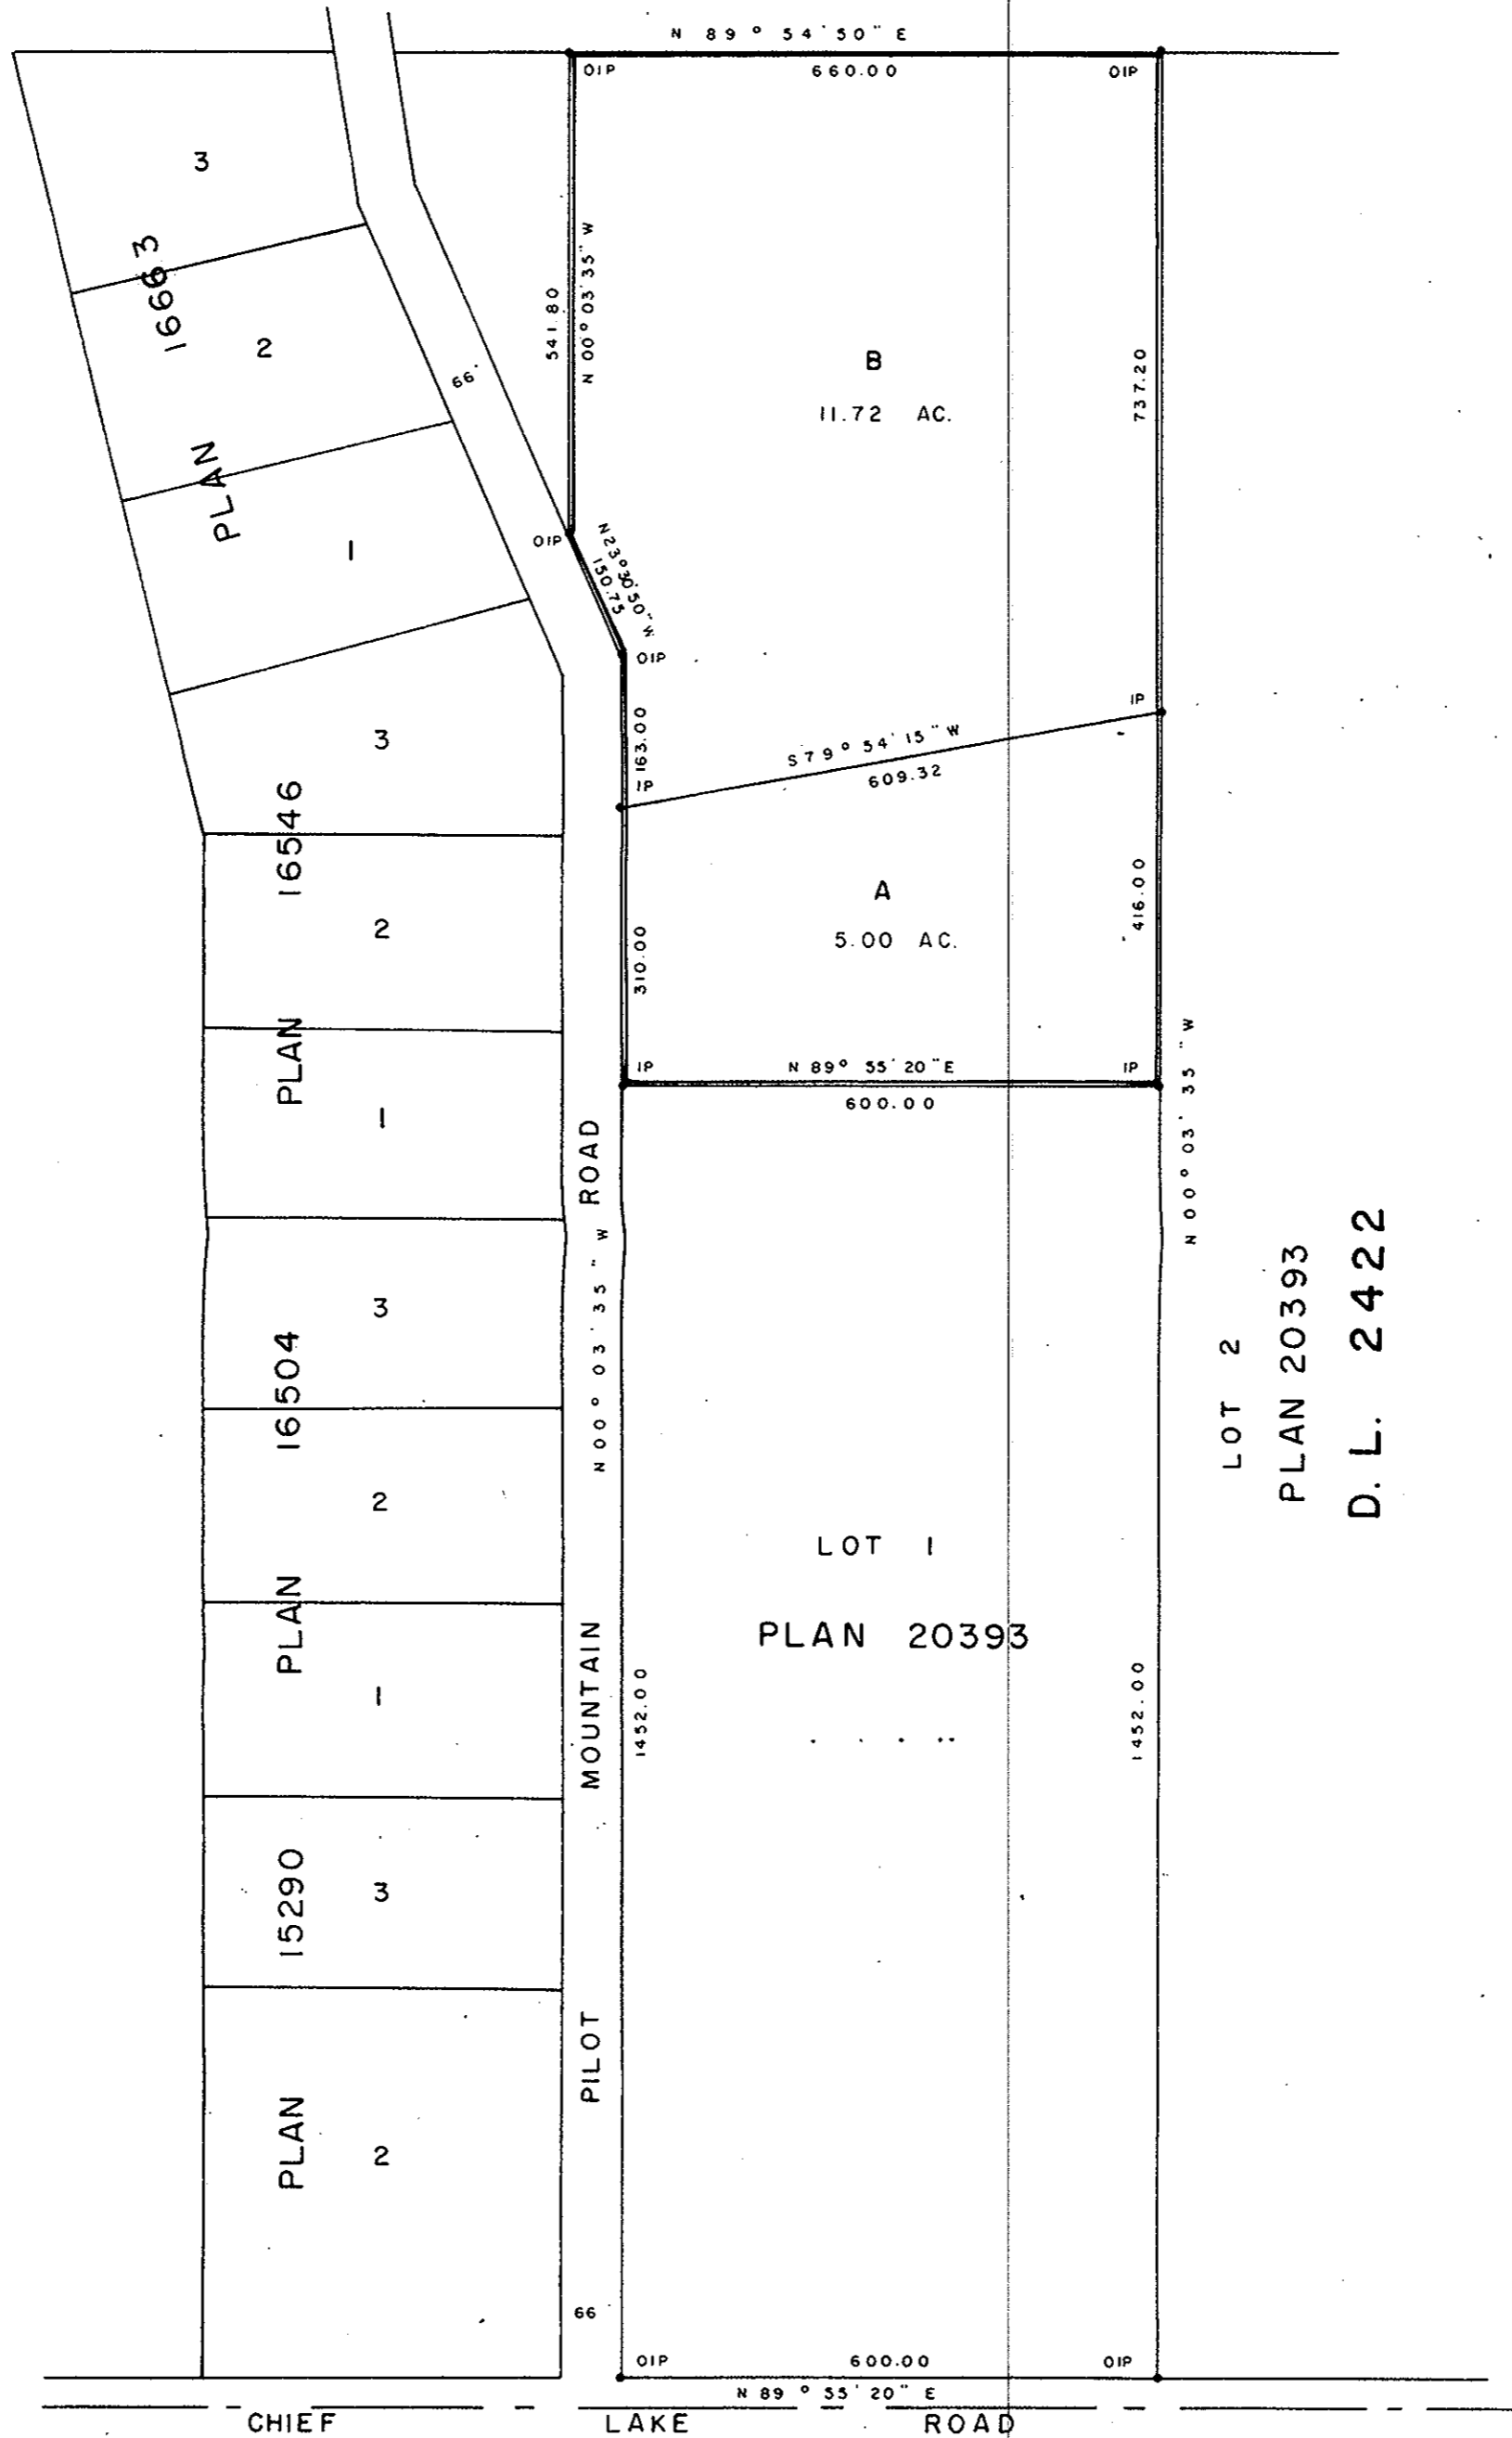 N 89° 54' 50" E
660.00
OIP
OIP
3
16663
PLAN
2
66'
1
541.80
N 00° 03' 35" W
B
11.72 AC.
737.20
OIP
N23°30'50"W
150.75
OIP
163.00
IP
IP
S79° 54' 15" W
609.32
3
16546
PLAN
2
1
A
5.00 AC.
310.00
416.00
IP
N 89° 55' 20" E
IP
600.00
ROAD
N 00° 03' 35" W
N 00° 03' 35" W
3
16504
PLAN
2
1
LOT 2
PLAN 20393
D. L. 2422
LOT 1
PLAN 20393
MOUNTAIN
1452.00
1452.00
15290
3
PLAN
2
PILOT
66
OIP
600.00
OIP
N 89° 55' 20" E
CHIEF LAKE ROAD